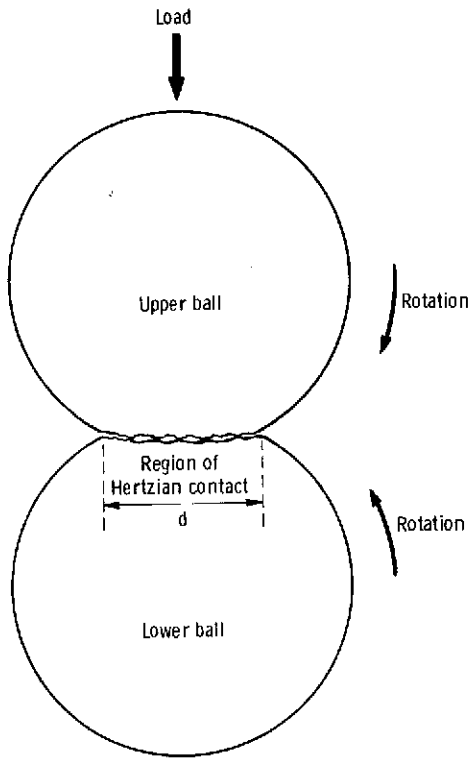 Load
Upper ball
Rotation
Region of
Hertzian contact
d
Rotation
Lower ball